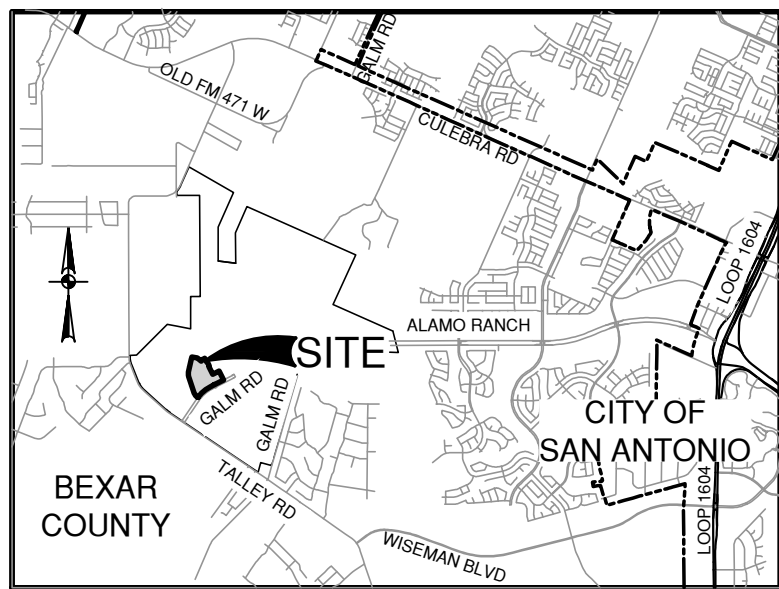 GALM RD
OLD FM 471 W
CULEBRA RD
LOOP 1604
ALAMO RANCH
SITE
GALM RD
GALM RD
CITY OF
SAN ANTONIO
TALLEY RD
BEXAR
COUNTY
LOOP 1604
WISEMAN BLVD